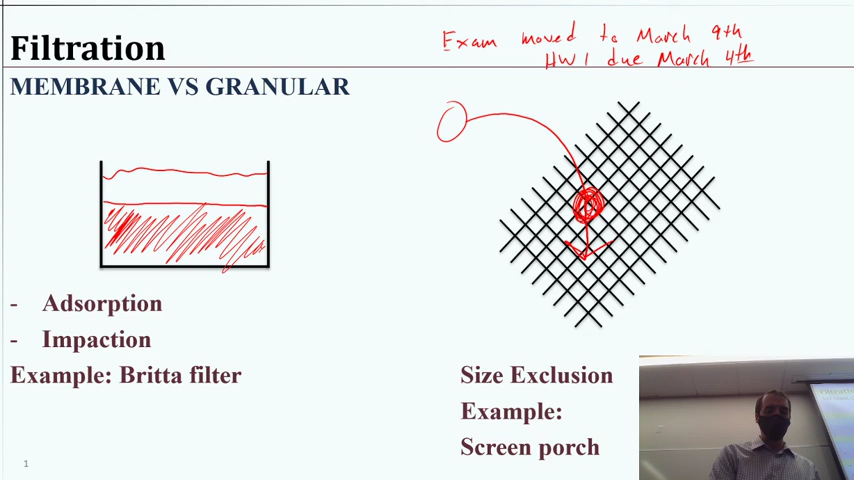 Filtration
Exam moved to March 9th
HW1 due March 4th
MEMBRANE VS GRANULAR
- Adsorption
- Impaction
Example: Britta filter
Size Exclusion
Example:
Screen porch
1